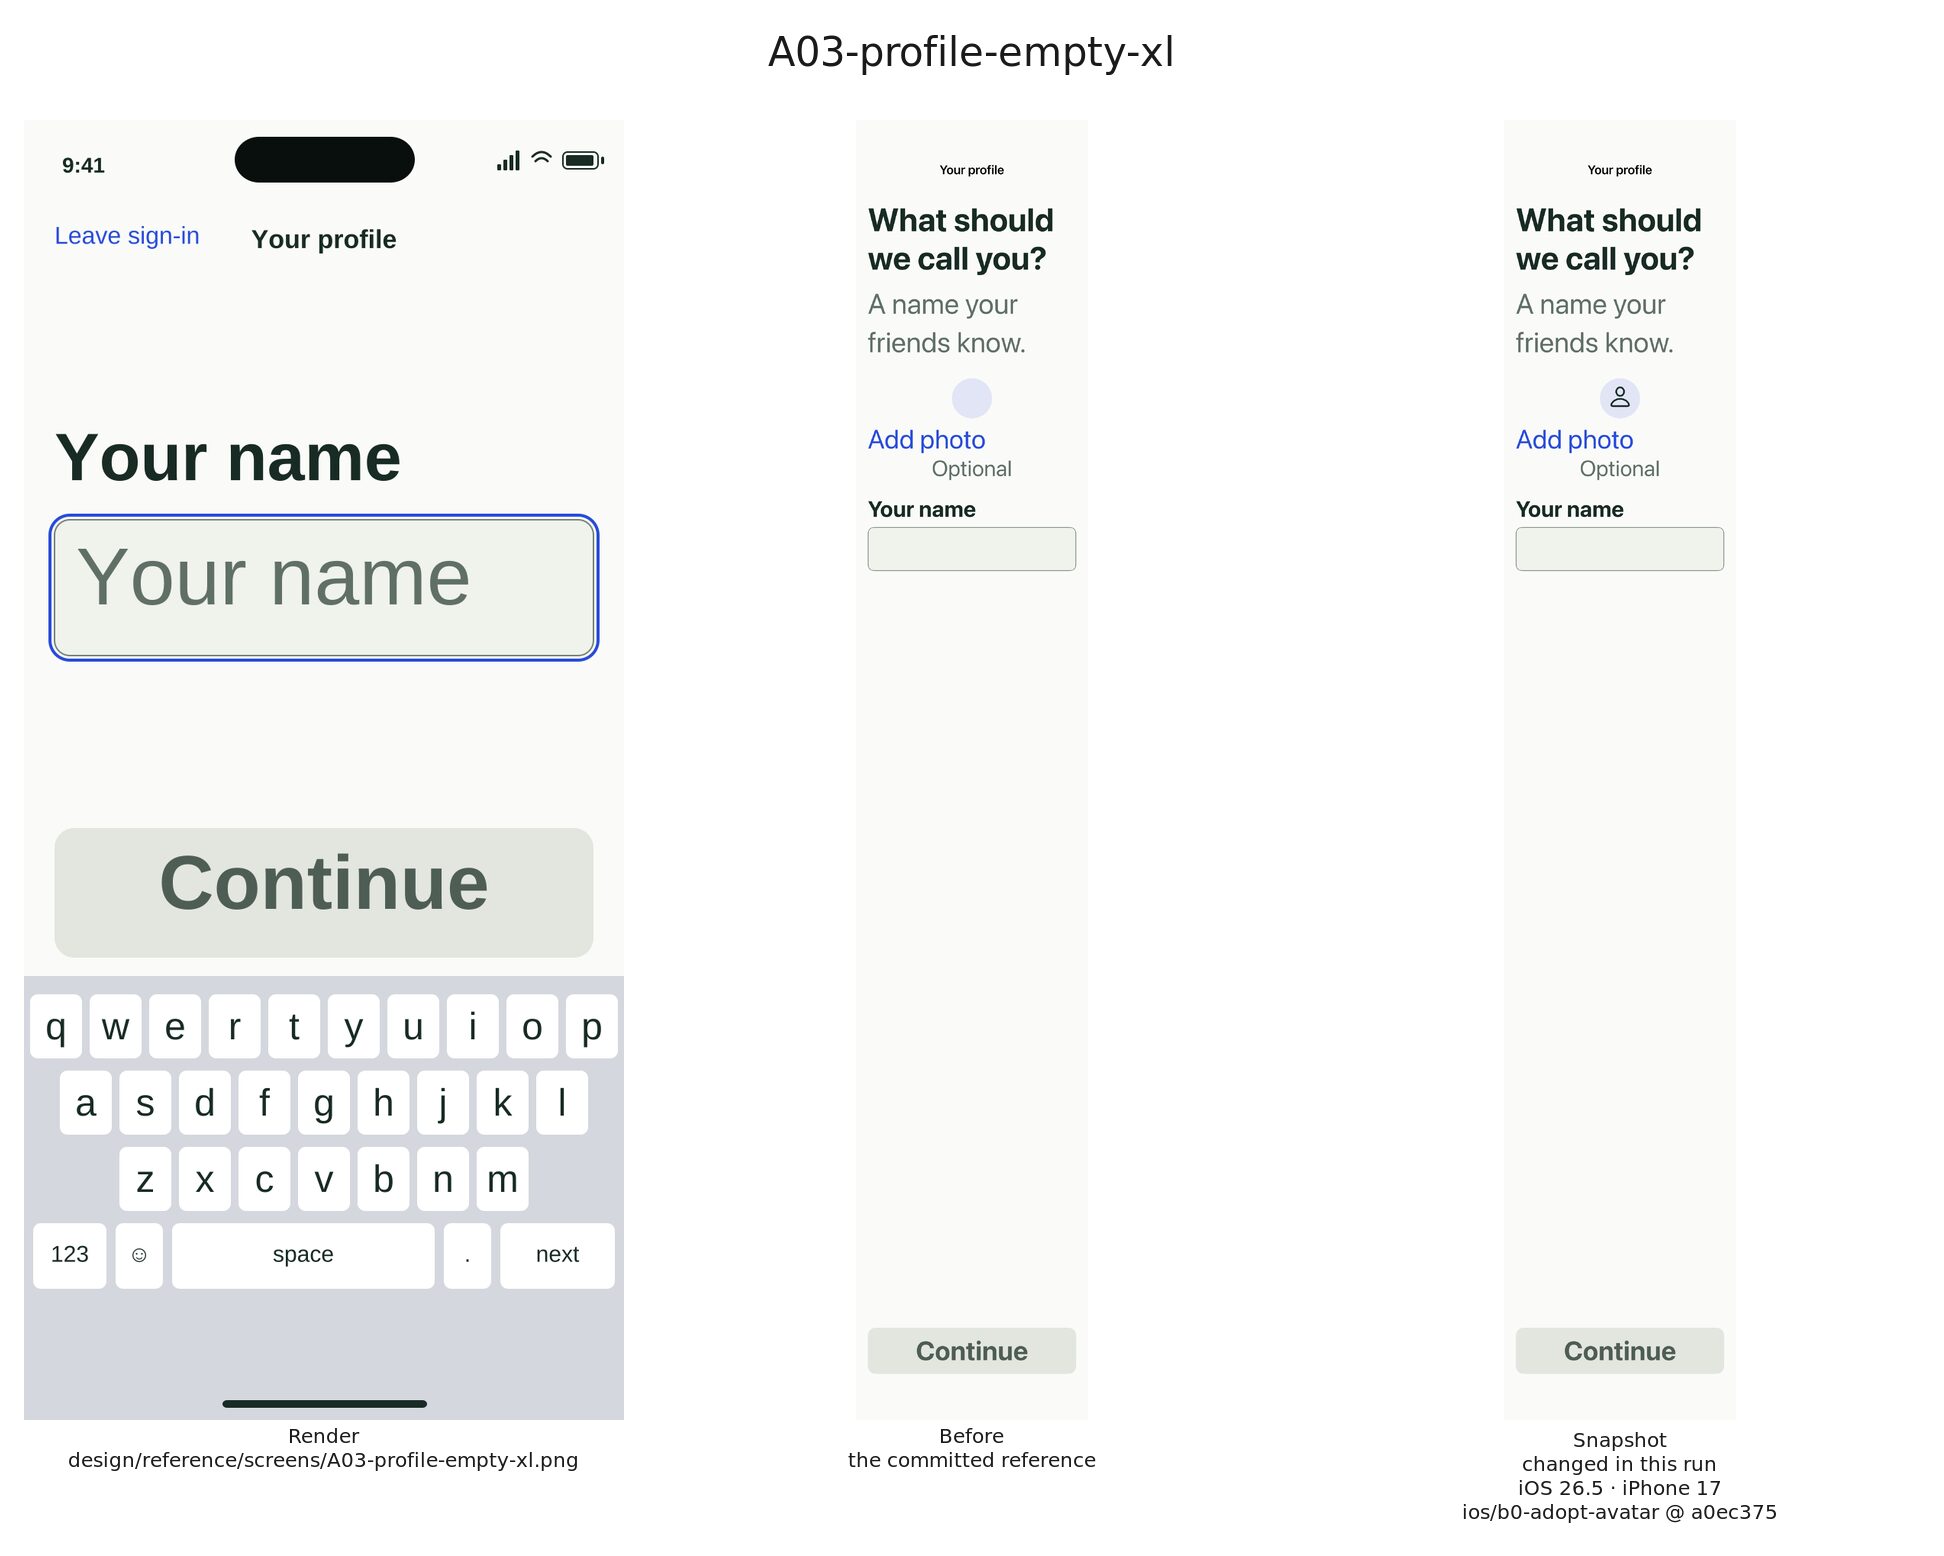 A03-profile-empty-xl
9:41
Leave sign-in
Your profile
Your name
Your name
Continue
q w e r t y u i o p
a s d f g h j k l
z x c v b n m
123 ☺ space . next
Render
design/reference/screens/A03-profile-empty-xl.png
Your profile
What should
we call you?
A name your
friends know.
Add photo
Optional
Your name
Continue
Before
the committed reference
Your profile
What should
we call you?
A name your
friends know.
Add photo
Optional
Your name
Continue
Snapshot
changed in this run
iOS 26.5 · iPhone 17
ios/b0-adopt-avatar @ a0ec375